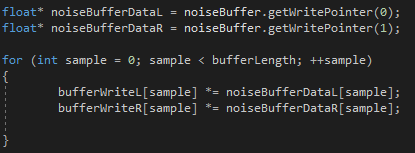 float* noiseBufferDataL = noiseBuffer.getWritePointer(0);
float* noiseBufferDataR = noiseBuffer.getWritePointer(1);
for (int sample = 0; sample < bufferLength; ++sample)
{
bufferWriteL[sample] *= noiseBufferDataL[sample];
bufferWriteR[sample] *= noiseBufferDataR[sample];
}